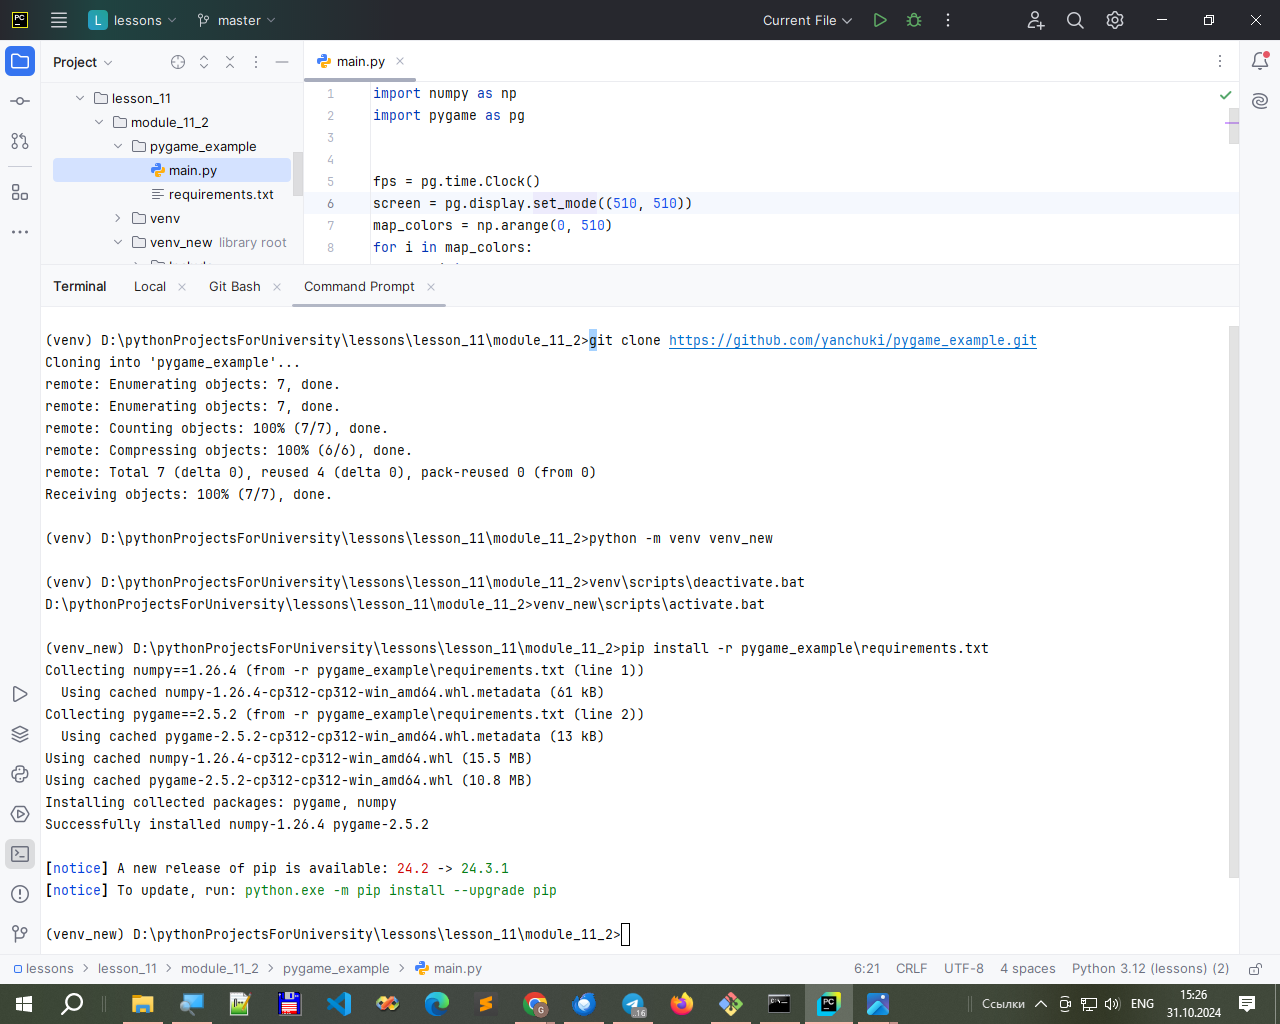 L lessons master Current File
Project main.py
lesson_11
module_11_2
pygame_example
main.py
requirements.txt
venv
venv_new library root
1 import numpy as np
2 import pygame as pg
3
4
5 fps = pg.time.Clock()
6 screen = pg.display.set_mode((510, 510))
7 map_colors = np.arange(0, 510)
8 for i in map_colors:
Terminal Local Git Bash Command Prompt
(venv) D:\pythonProjectsForUniversity\lessons\lesson_11\module_11_2>git clone https://github.com/yanchuki/pygame_example.git
Cloning into 'pygame_example'...
remote: Enumerating objects: 7, done.
remote: Enumerating objects: 7, done.
remote: Counting objects: 100% (7/7), done.
remote: Compressing objects: 100% (6/6), done.
remote: Total 7 (delta 0), reused 4 (delta 0), pack-reused 0 (from 0)
Receiving objects: 100% (7/7), done.
(venv) D:\pythonProjectsForUniversity\lessons\lesson_11\module_11_2>python -m venv venv_new
(venv) D:\pythonProjectsForUniversity\lessons\lesson_11\module_11_2>venv\scripts\deactivate.bat
D:\pythonProjectsForUniversity\lessons\lesson_11\module_11_2>venv_new\scripts\activate.bat
(venv_new) D:\pythonProjectsForUniversity\lessons\lesson_11\module_11_2>pip install -r pygame_example\requirements.txt
Collecting numpy==1.26.4 (from -r pygame_example\requirements.txt (line 1))
Using cached numpy-1.26.4-cp312-cp312-win_amd64.whl.metadata (61 kB)
Collecting pygame==2.5.2 (from -r pygame_example\requirements.txt (line 2))
Using cached pygame-2.5.2-cp312-cp312-win_amd64.whl.metadata (13 kB)
Using cached numpy-1.26.4-cp312-cp312-win_amd64.whl (15.5 MB)
Using cached pygame-2.5.2-cp312-cp312-win_amd64.whl (10.8 MB)
Installing collected packages: pygame, numpy
Successfully installed numpy-1.26.4 pygame-2.5.2
[notice] A new release of pip is available: 24.2 -> 24.3.1
[notice] To update, run: python.exe -m pip install --upgrade pip
(venv_new) D:\pythonProjectsForUniversity\lessons\lesson_11\module_11_2>
lessons > lesson_11 > module_11_2 > pygame_example > main.py 6:21 CRLF UTF-8 4 spaces Python 3.12 (lessons) (2)
Ссылки ENG 15:26
31.10.2024